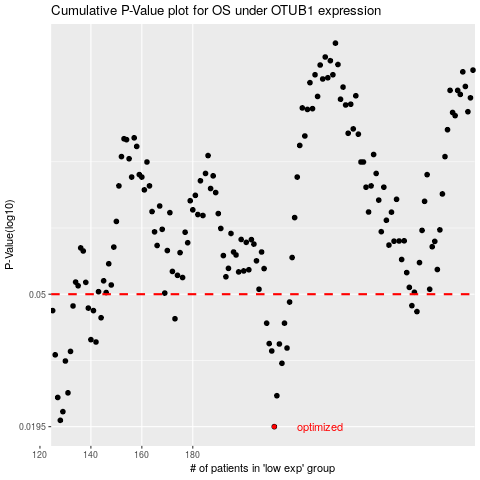 Cumulative P-Value plot for OS under OTUB1 expression
P-Value(log10)
0.05
0.0195
optimized
120 140 160 180
# of patients in 'low exp' group